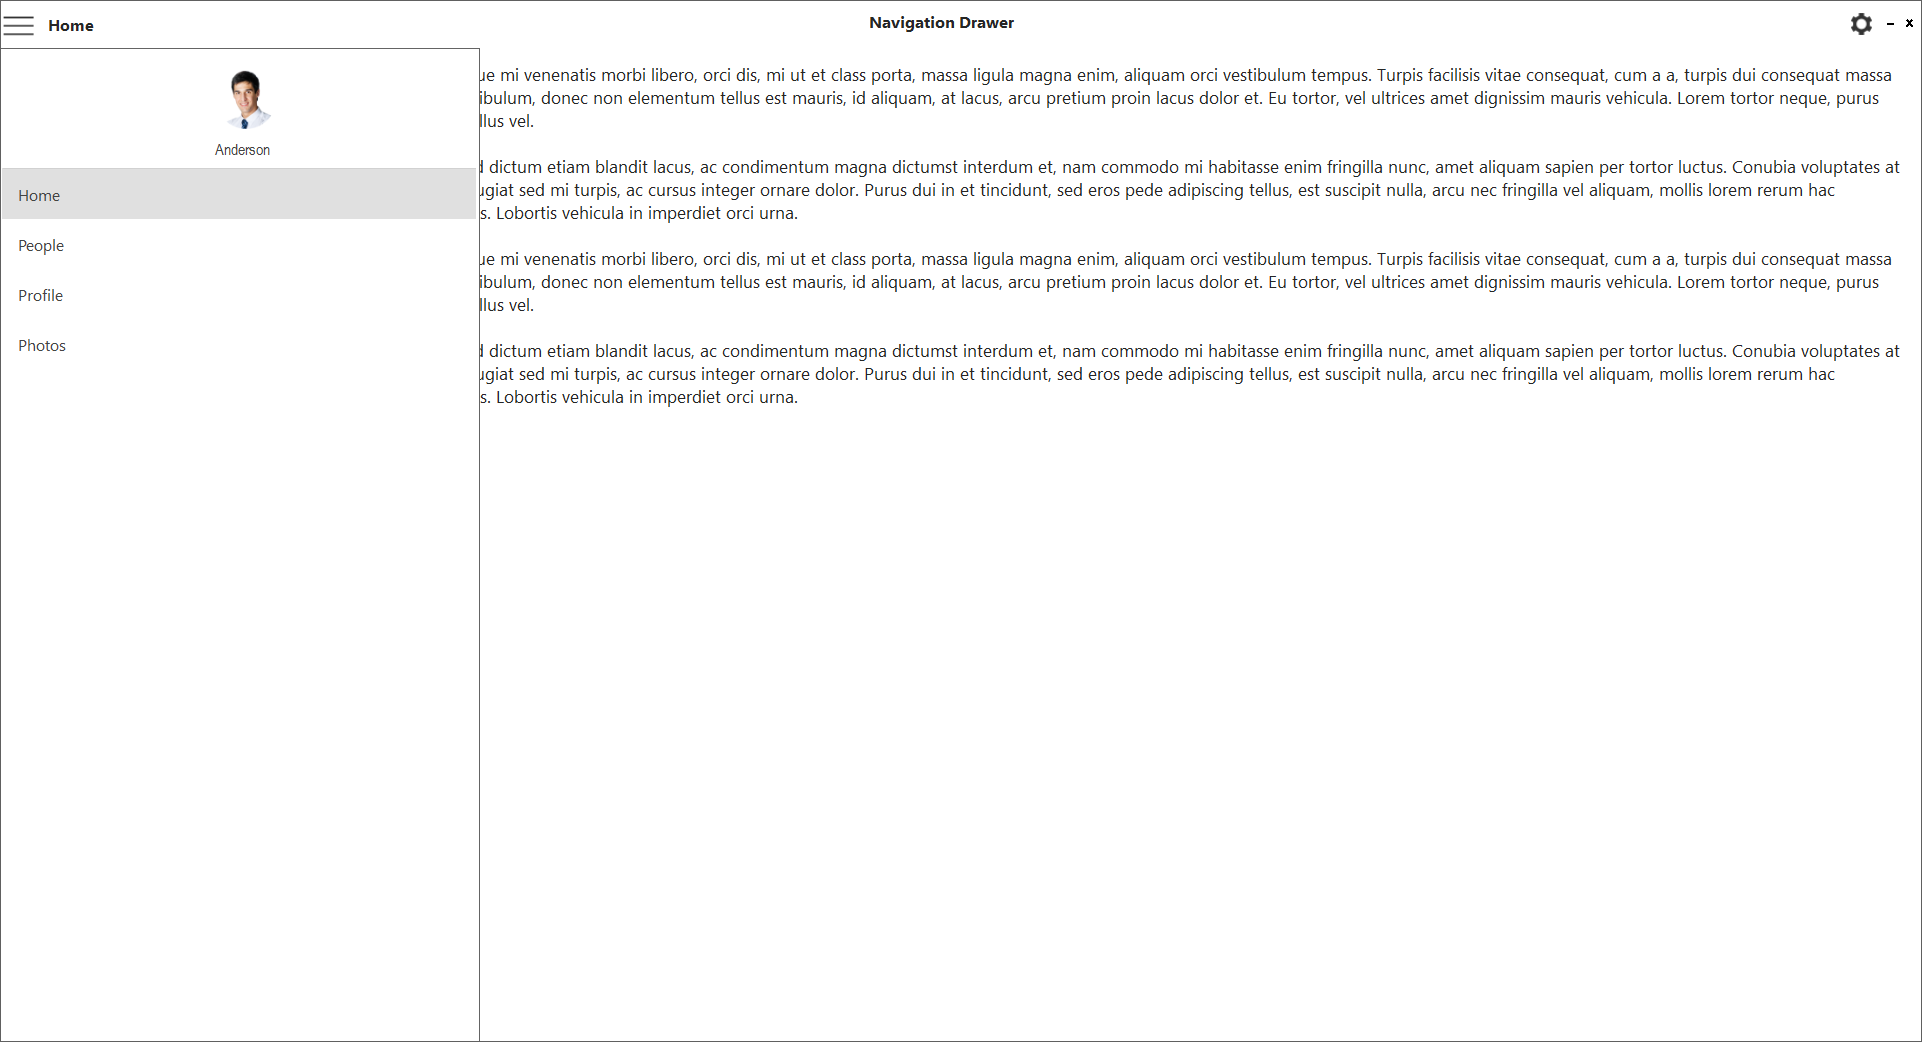 Home
Navigation Drawer
Anderson
Home
People
Profile
Photos
mi venenatis morbi libero, orci dis, mi ut et class porta, massa ligula magna enim, aliquam orci vestibulum tempus. Turpis facilisis vitae consequat, cum a a, turpis dui consequat massa
donec non elementum tellus est mauris, id aliquam, at lacus, arcu pretium proin lacus dolor et. Eu tortor, vel ultrices amet dignissim mauris vehicula. Lorem tortor neque, purus
vel.
dictum etiam blandit lacus, ac condimentum magna dictumst interdum et, nam commodo mi habitasse enim fringilla nunc, amet aliquam sapien per tortor luctus. Conubia voluptates at
sed mi turpis, ac cursus integer ornare dolor. Purus dui in et tincidunt, sed eros pede adipiscing tellus, est suscipit nulla, arcu nec fringilla vel aliquam, mollis lorem rerum hac
s. Lobortis vehicula in imperdiet orci urna.
mi venenatis morbi libero, orci dis, mi ut et class porta, massa ligula magna enim, aliquam orci vestibulum tempus. Turpis facilisis vitae consequat, cum a a, turpis dui consequat massa
donec non elementum tellus est mauris, id aliquam, at lacus, arcu pretium proin lacus dolor et. Eu tortor, vel ultrices amet dignissim mauris vehicula. Lorem tortor neque, purus
vel.
dictum etiam blandit lacus, ac condimentum magna dictumst interdum et, nam commodo mi habitasse enim fringilla nunc, amet aliquam sapien per tortor luctus. Conubia voluptates at
sed mi turpis, ac cursus integer ornare dolor. Purus dui in et tincidunt, sed eros pede adipiscing tellus, est suscipit nulla, arcu nec fringilla vel aliquam, mollis lorem rerum hac
s. Lobortis vehicula in imperdiet orci urna.